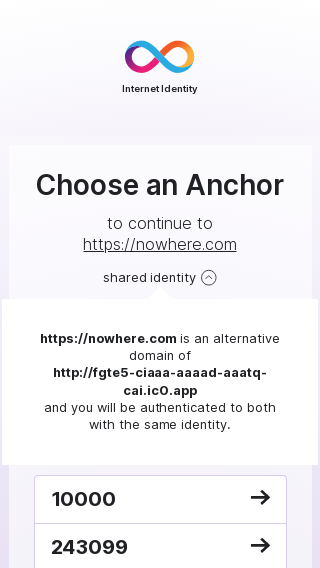 Internet Identity
Choose an Anchor
to continue to
https://nowhere.com
shared identity
https://nowhere.com is an alternative
domain of
http://fgte5-ciaaa-aaaad-aaatq-
cai.ic0.app
and you will be authenticated to both
with the same identity.
10000
243099